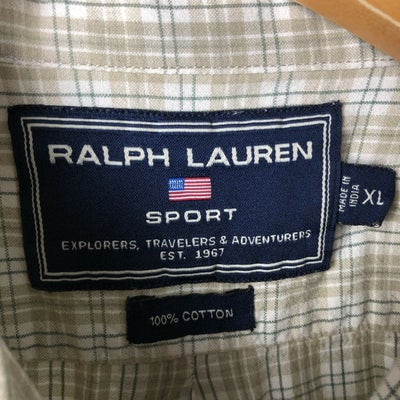 RALPH LAUREN
SPORT
EXPLORERS, TRAVELERS & ADVENTURERS
EST. 1967
MADE IN
INDIA
XL
100% COTTON